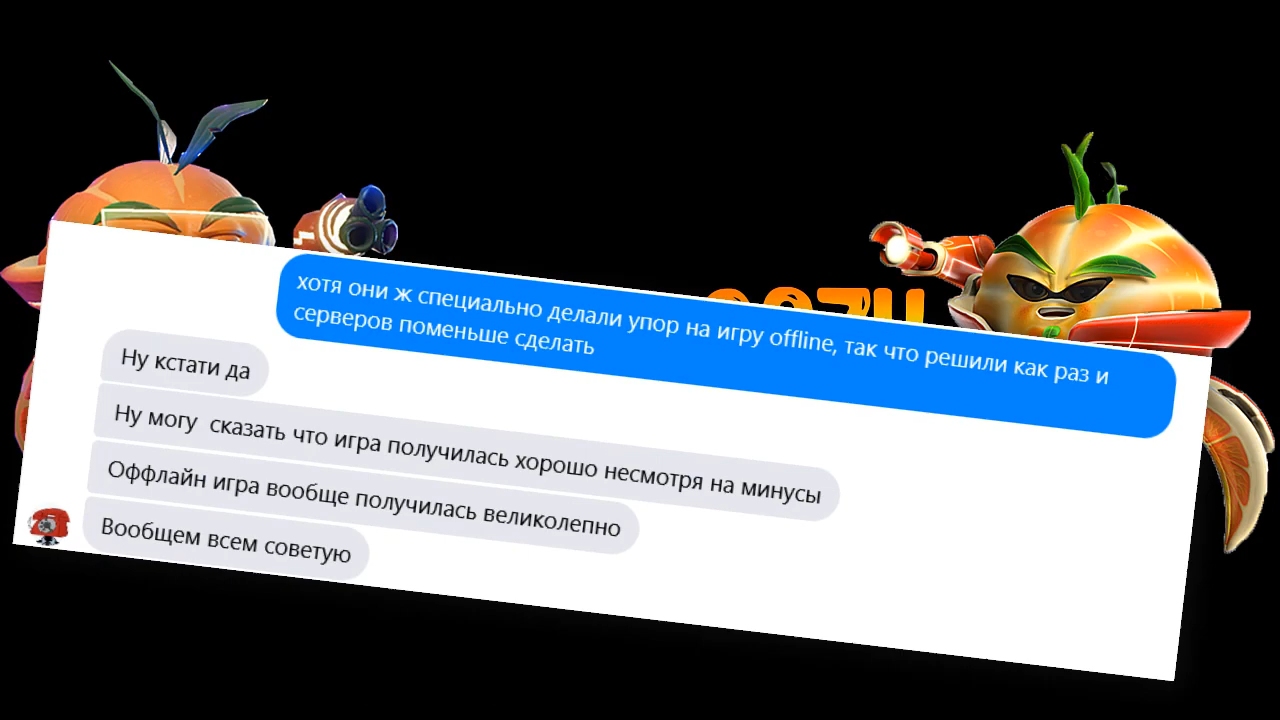 хотя они ж специально делали упор на игру offline, так что решили как раз и
серверов поменьше сделать
Ну кстати да
Ну могу  сказать что игра получилась хорошо несмотря на минусы
Оффлайн игра вообще получилась великолепно
Вообщем всем советую